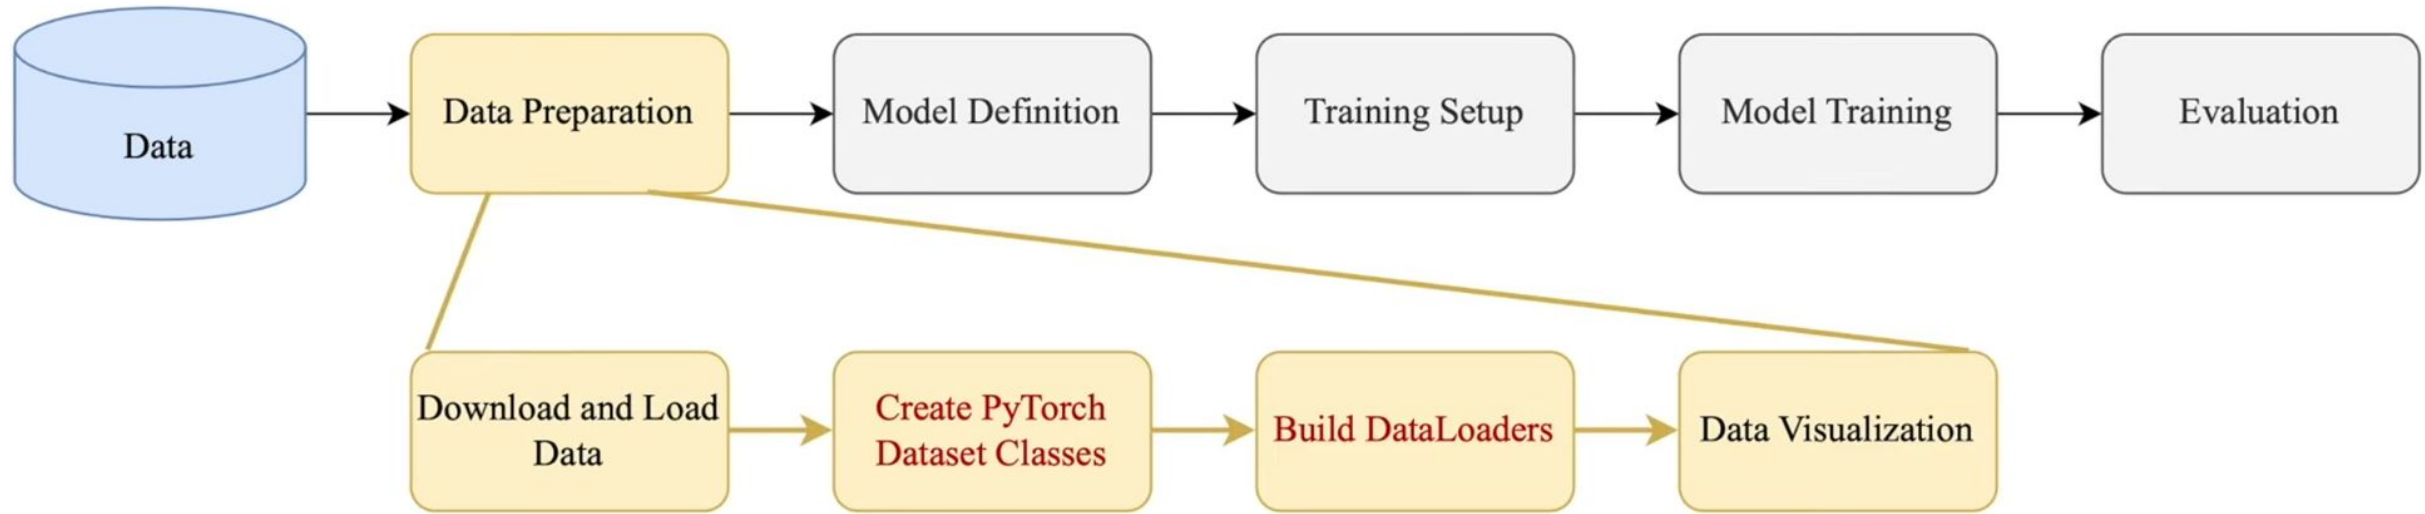 Data
Data Preparation
Model Definition
Training Setup
Model Training
Evaluation
Download and Load
Data
Create PyTorch
Dataset Classes
Build DataLoaders
Data Visualization